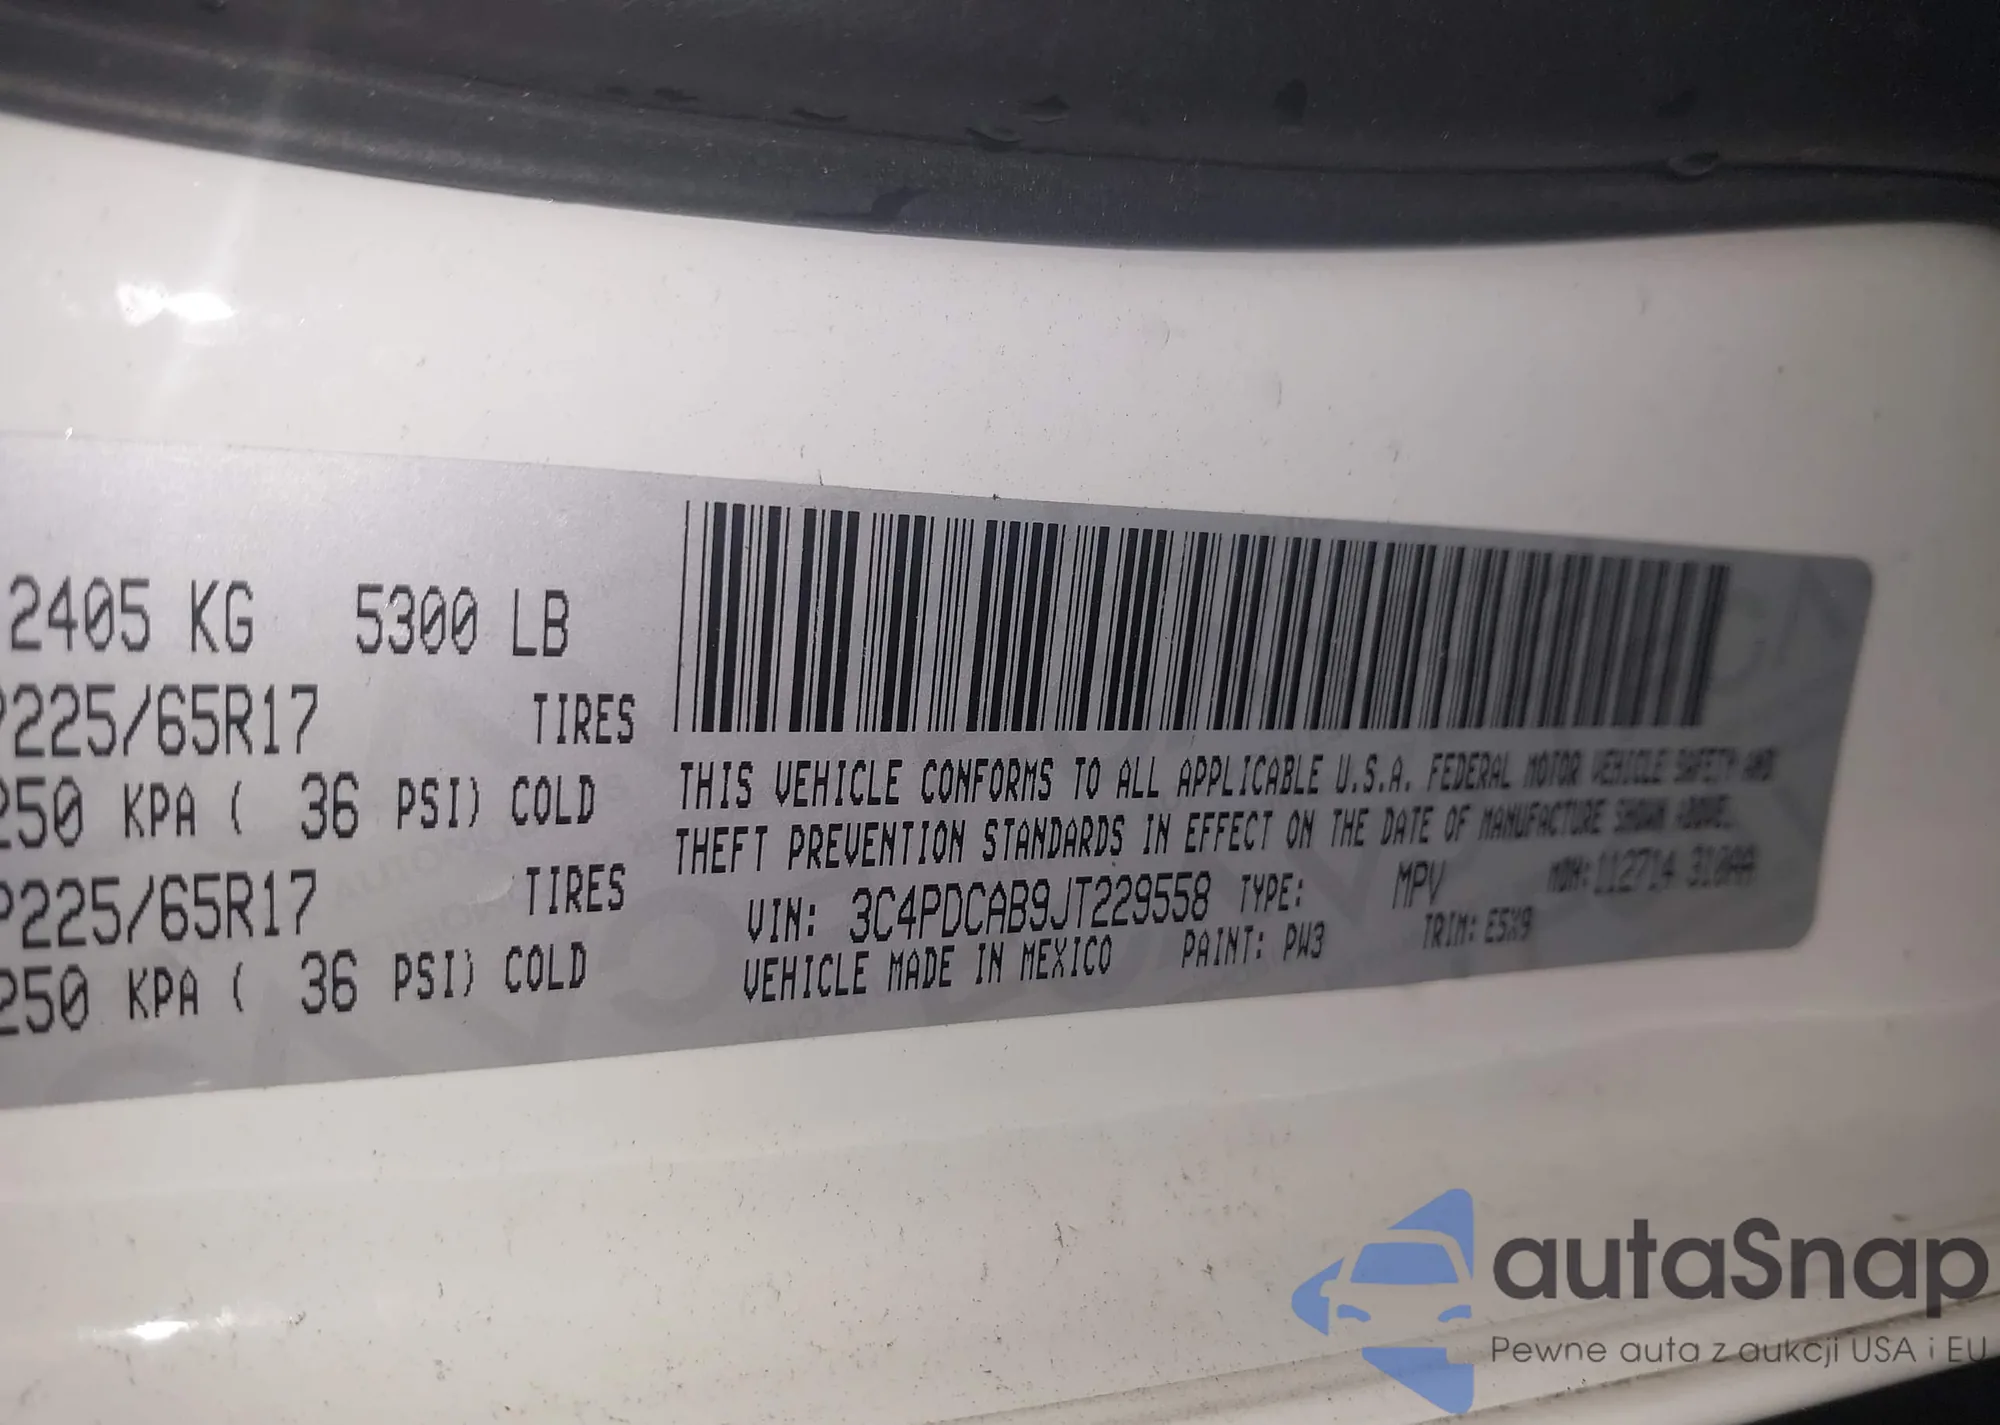 2405 KG 5300 LB
P225/65R17 TIRES
250 KPA ( 36 PSI) COLD
P225/65R17 TIRES
250 KPA ( 36 PSI) COLD
THIS VEHICLE CONFORMS TO ALL APPLICABLE U.S.A. FEDERAL MOTOR VEHICLE SAFETY AND
THEFT PREVENTION STANDARDS IN EFFECT ON THE DATE OF MANUFACTURE SHOWN ABOVE.
VIN: 3C4PDCAB9JT229558 TYPE: MPV MDH:112714 310AA
VEHICLE MADE IN MEXICO PAINT: PW3 TRIM: E5X9
autaSnap
Pewne auta z aukcji USA i EU